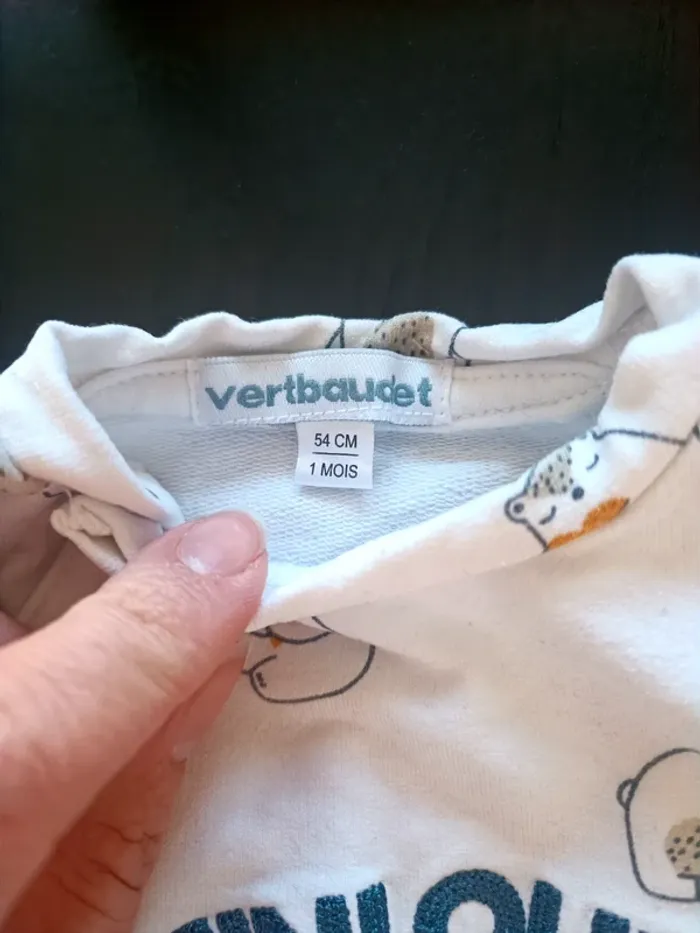 vertbaudet
54 CM
1 MOIS